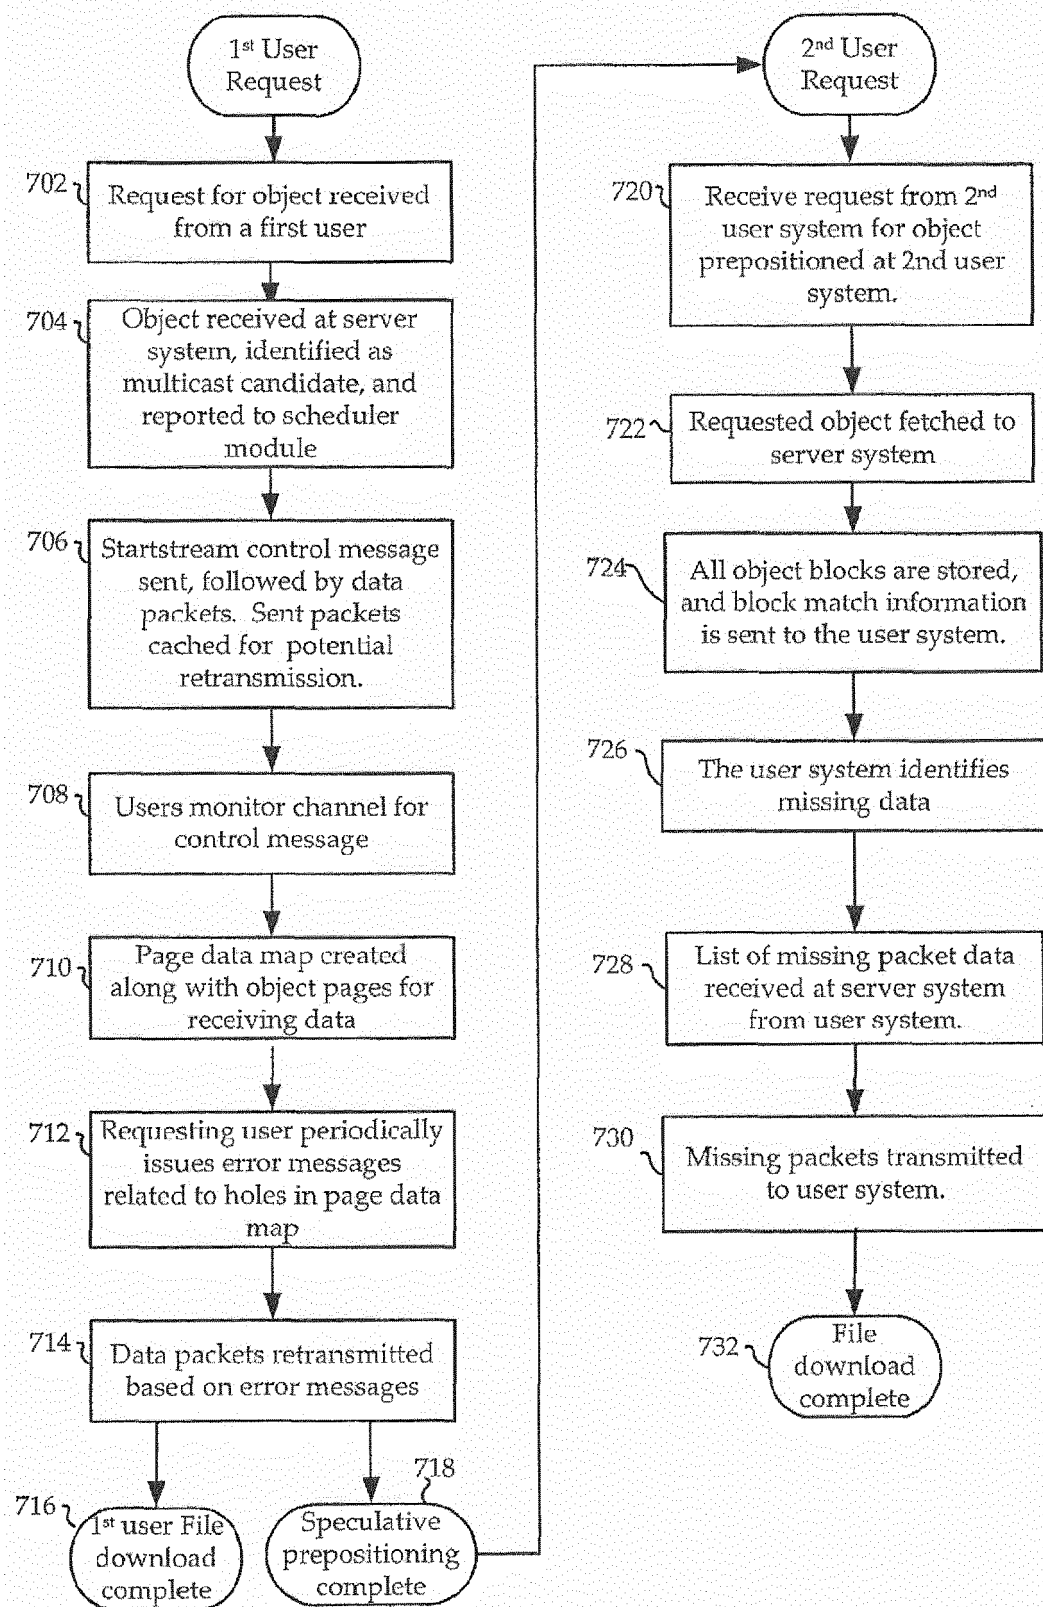 1st User
Request
702
Request for object received
from a first user
704
Object received at server
system, identified as
multicast candidate, and
reported to scheduler
module
706
Startstream control message
sent, followed by data
packets. Sent packets
cached for potential
retransmission.
708
Users monitor channel for
control message
710
Page data map created
along with object pages for
receiving data
712
Requesting user periodically
issues error messages
related to holes in page data
map
714
Data packets retransmitted
based on error messages
716
1st user File
download
complete
718
Speculative
prepositioning
complete
2nd User
Request
720
Receive request from 2nd
user system for object
prepositioned at 2nd user
system.
722
Requested object fetched to
server system
724
All object blocks are stored,
and block match information
is sent to the user system.
726
The user system identifies
missing data
728
List of missing packet data
received at server system
from user system.
730
Missing packets transmitted
to user system.
732
File
download
complete